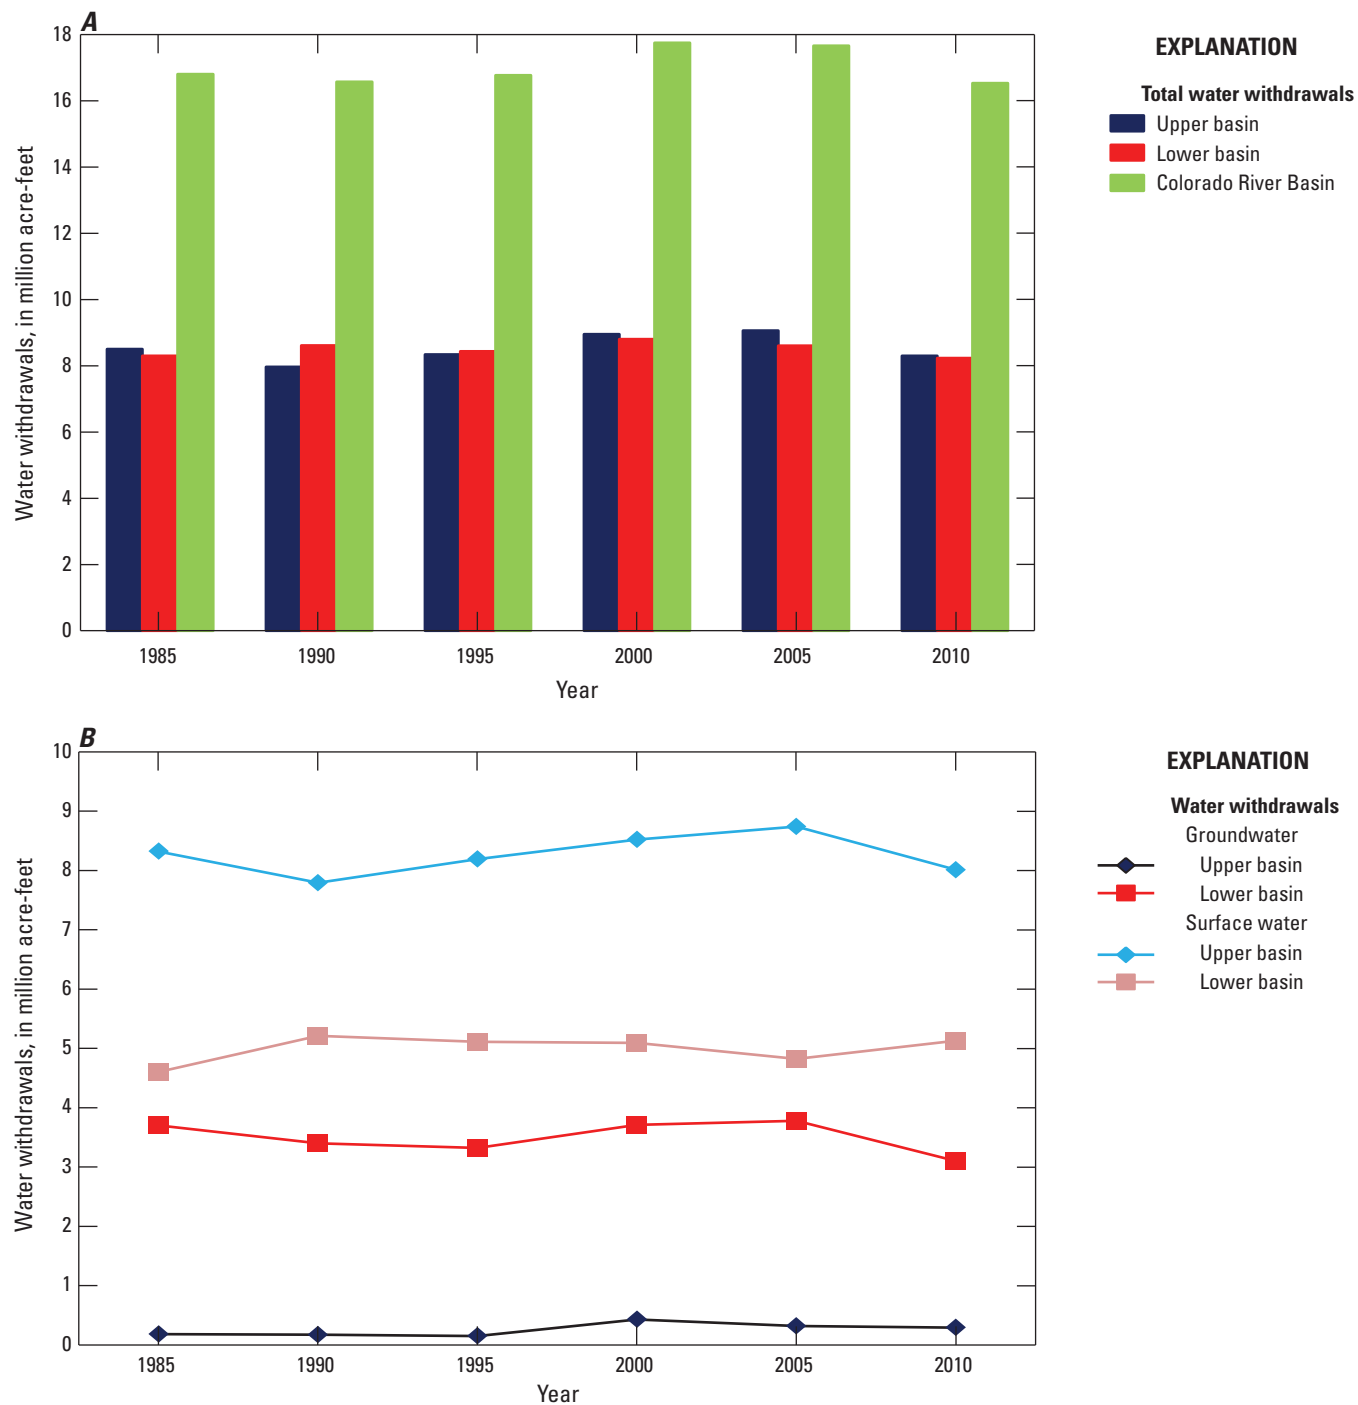 A
EXPLANATION
Total water withdrawals
Upper basin
Lower basin
Colorado River Basin
Water withdrawals, in million acre-feet
18
16
14
12
10
8
6
4
2
0
1985 1990 1995 2000 2005 2010
Year
B
EXPLANATION
Water withdrawals
Groundwater
Upper basin
Lower basin
Surface water
Upper basin
Lower basin
Water withdrawals, in million acre-feet
10
9
8
7
6
5
4
3
2
1
0
1985 1990 1995 2000 2005 2010
Year